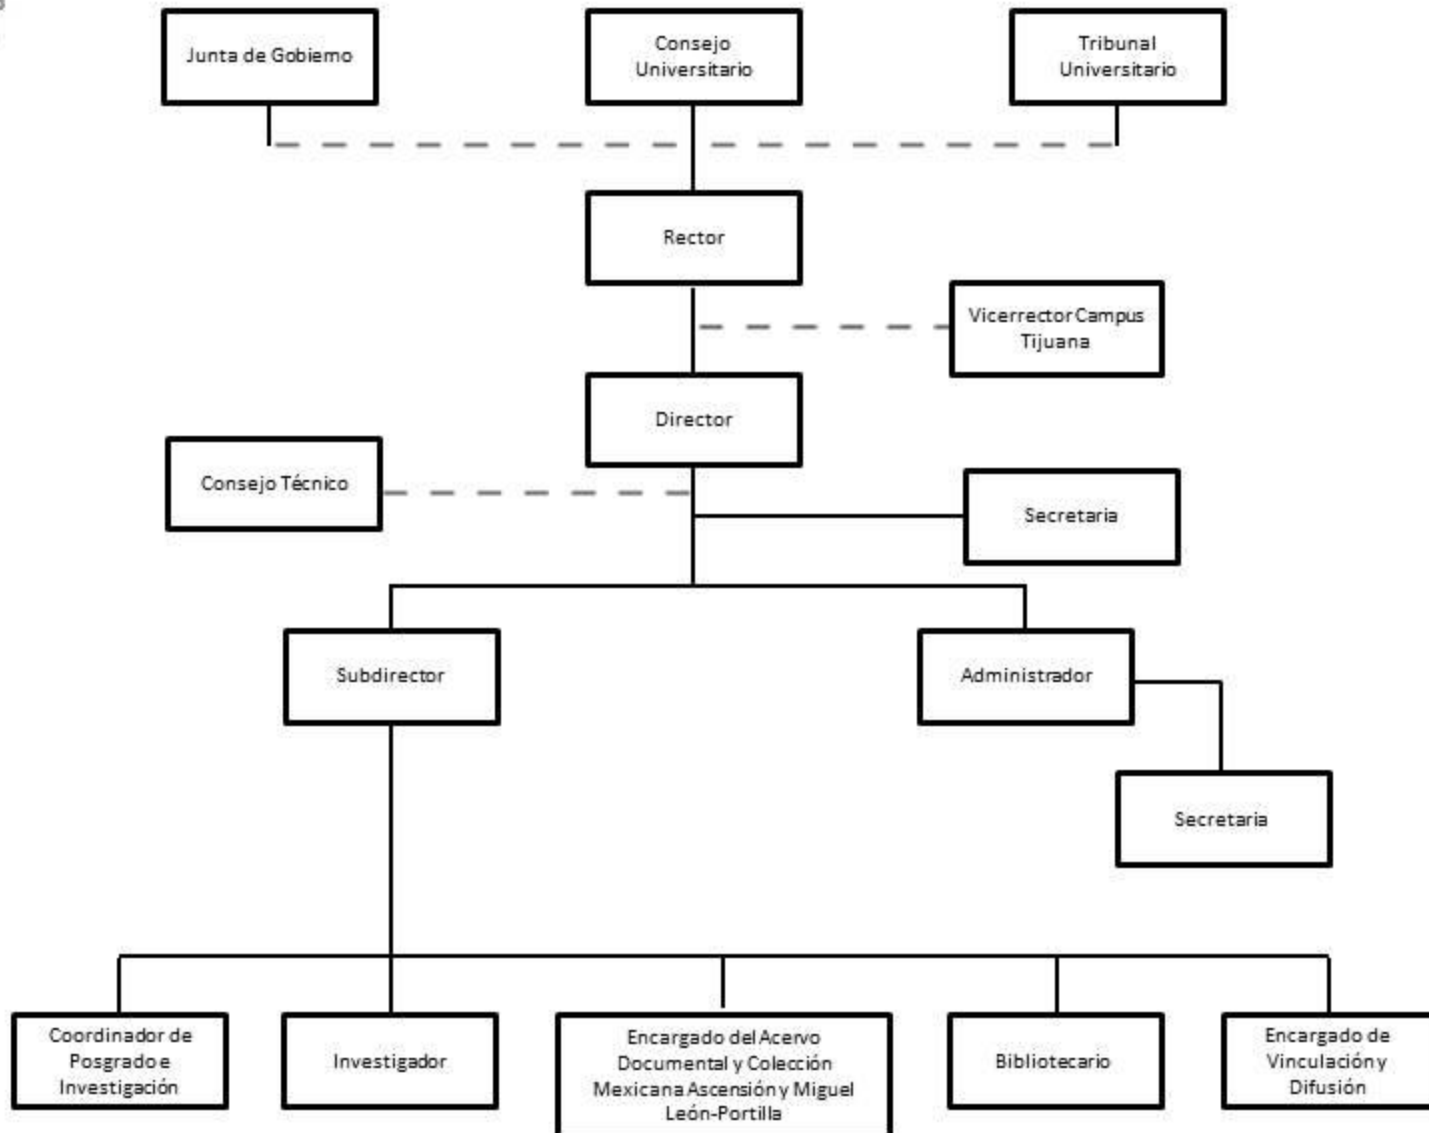 Junta de Gobierno
Consejo
Universitario
Tribunal
Universitario
Rector
Vicerrector Campus
Tijuana
Director
Consejo Técnico
Secretaria
Subdirector
Administrador
Secretaria
Coordinador de
Posgrado e
Investigación
Investigador
Encargado del Acervo
Documental y Colección
Mexicana Ascensión y Miguel
León-Portilla
Bibliotecario
Encargado de
Vinculación y
Difusión